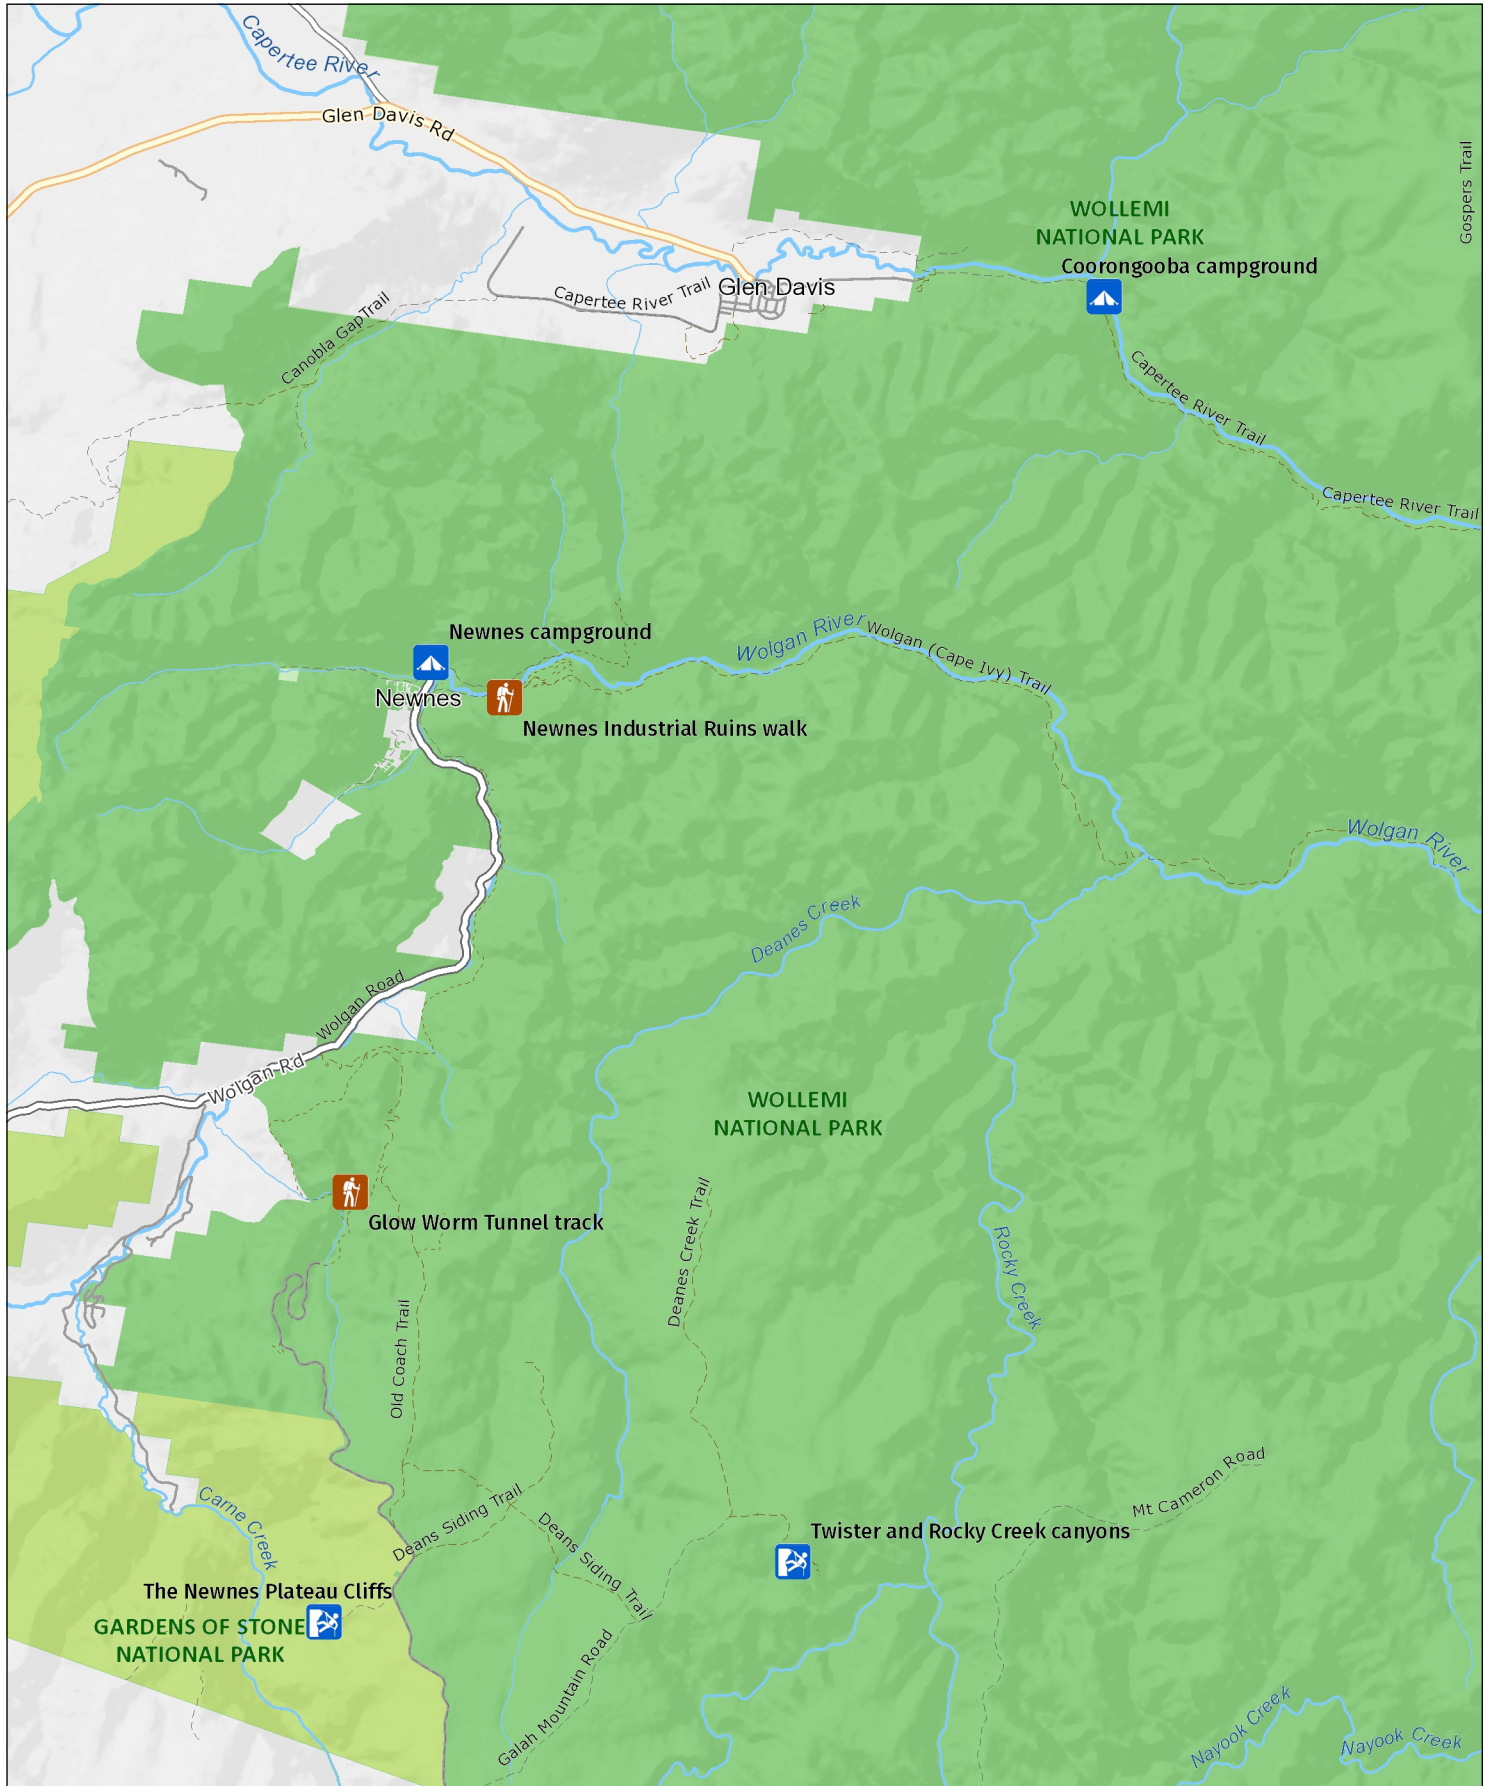 Capertee River
Glen Davis Rd
Gospers Trail
WOLLEMI
NATIONAL PARK
Coorongooba campground
Glen Davis
Capertee River Trail
Canobla GapTrail
Capertee River Trail
Capertee River Trail
Newnes campground
Wolgan River
Wolgan (Cape Ivy) Trail
Newnes
Newnes Industrial Ruins walk
Wolgan River
Deanes Creek
Wolgan Road
Wolgan Rd
WOLLEMI
NATIONAL PARK
Glow Worm Tunnel track
Deanes Creek Trail
Rocky Creek
Old Coach Trail
Mt Cameron Road
Carne Creek
Deans Siding Trail
Deans Siding Trail
Twister and Rocky Creek canyons
The Newnes Plateau Cliffs
GARDENS OF STONE
NATIONAL PARK
Galah Mountain Road
Nayook Creek
Nayook Creek